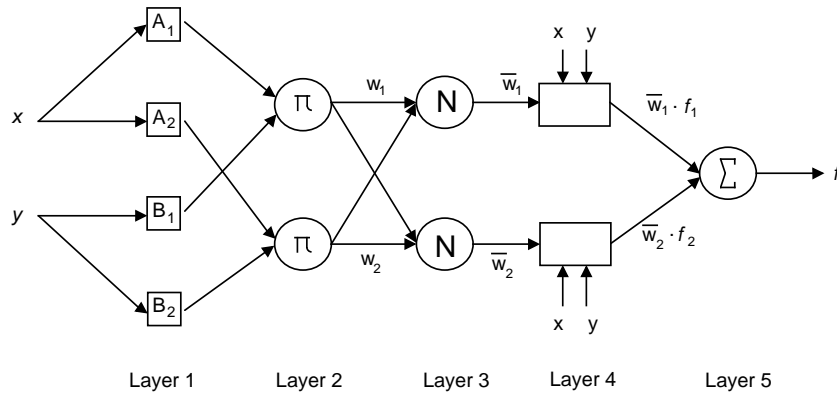 x y
A₁
w₁ w̅₁
π N w̅₁ · f₁
x A₂
Σ f
y B₁
π N w̅₂ · f₂
w₂ w̅₂
B₂
x y
Layer 1 Layer 2 Layer 3 Layer 4 Layer 5